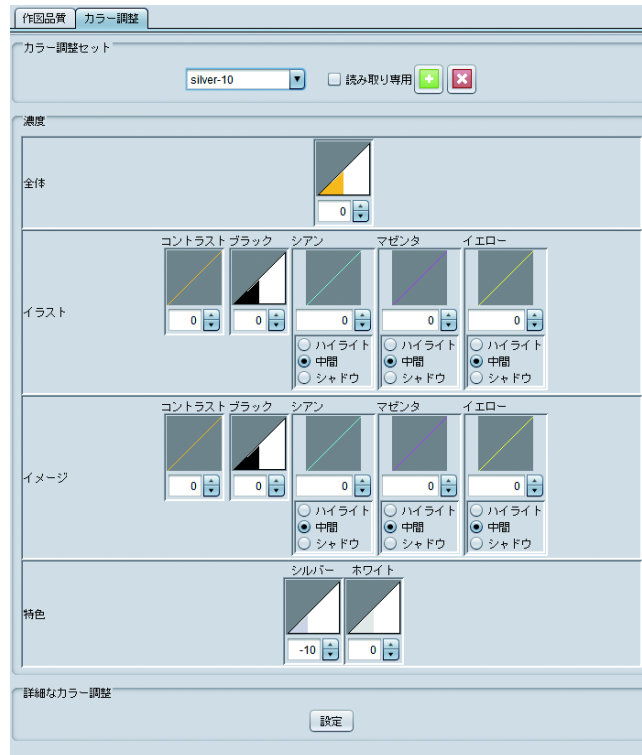 作図品質 カラー調整
カラー調整セット
silver-10 読み取り専用
濃度
全体
0
コントラスト ブラック シアン マゼンタ イエロー
イラスト
0 0 0 0 0
ハイライト ハイライト ハイライト
中間 中間 中間
シャドウ シャドウ シャドウ
コントラスト ブラック シアン マゼンタ イエロー
イメージ
0 0 0 0 0
ハイライト ハイライト ハイライト
中間 中間 中間
シャドウ シャドウ シャドウ
シルバー ホワイト
特色
-10 0
詳細なカラー調整
設定